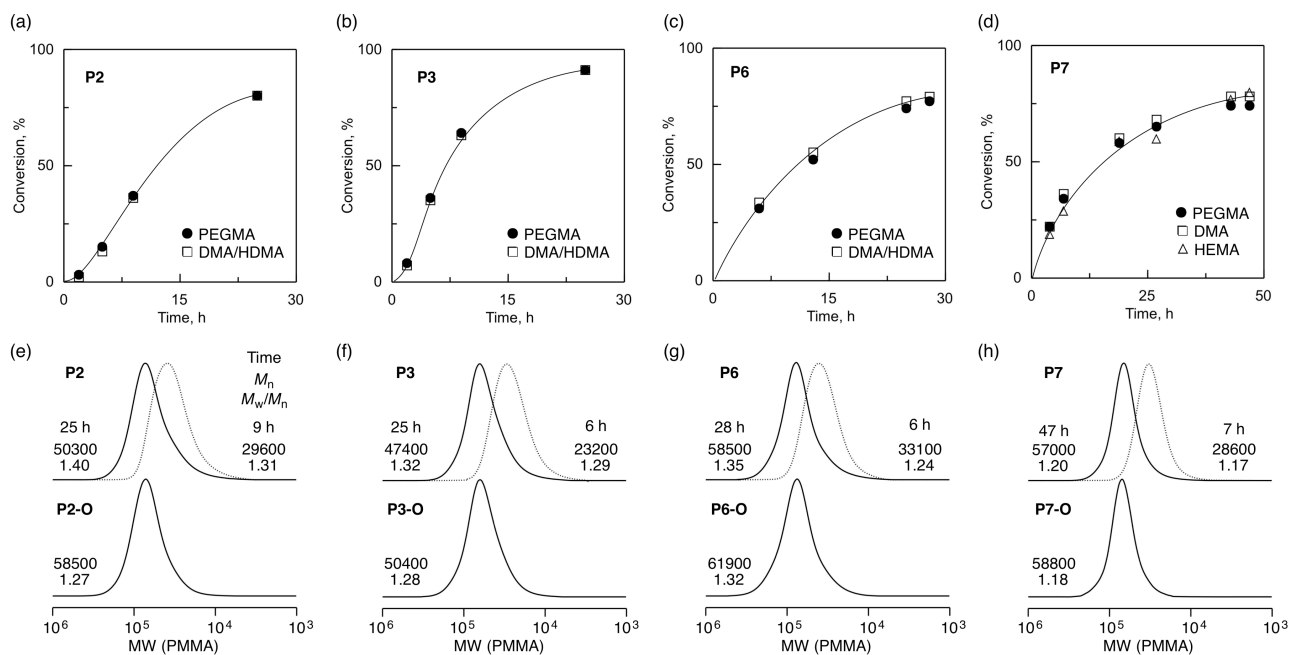 (a)
100
P2
Conversion, %
50
PEGMA
DMA/HDMA
0
0
15
30
Time, h
(b)
100
P3
Conversion, %
50
PEGMA
DMA/HDMA
0
0
15
30
Time, h
(c)
100
P6
Conversion, %
50
PEGMA
DMA/HDMA
0
0
15
30
Time, h
(d)
100
P7
Conversion, %
50
PEGMA
DMA
HEMA
0
0
25
50
Time, h
(e)
P2
Time
Mn
Mw/Mn
25 h
50300
1.40
9 h
29600
1.31
P2-O
58500
1.27
10^6
10^5
10^4
10^3
MW (PMMA)
(f)
P3
25 h
47400
1.32
6 h
23200
1.29
P3-O
50400
1.28
10^6
10^5
10^4
10^3
MW (PMMA)
(g)
P6
28 h
58500
1.35
6 h
33100
1.24
P6-O
61900
1.32
10^6
10^5
10^4
10^3
MW (PMMA)
(h)
P7
47 h
57000
1.20
7 h
28600
1.17
P7-O
58800
1.18
10^6
10^5
10^4
10^3
MW (PMMA)